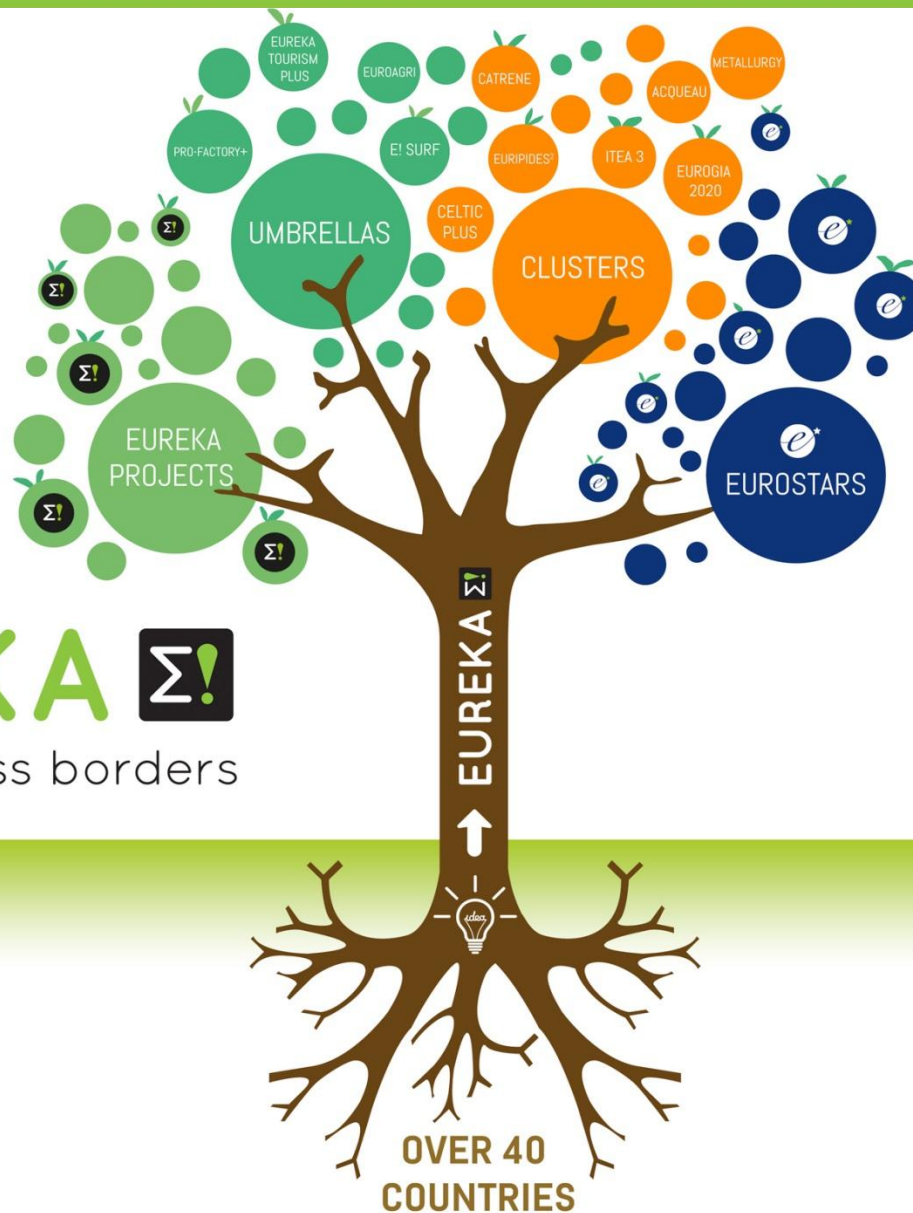 EUREKA
TOURISM
PLUS
EUROAGRI
CATRENE
METALLURGY
ACQUEAU
PRO-FACTORY+
E! SURF
EURIPIDES²
ITEA 3
EUROGIA
2020
UMBRELLAS
CELTIC
PLUS
CLUSTERS
e
e
e
e
e
e
Σ!
Σ!
Σ!
Σ!
Σ!
EUREKA
PROJECTS
e
EUROSTARS
KA Σ!
ss borders
EUREKA Σ!
idea
OVER 40
COUNTRIES